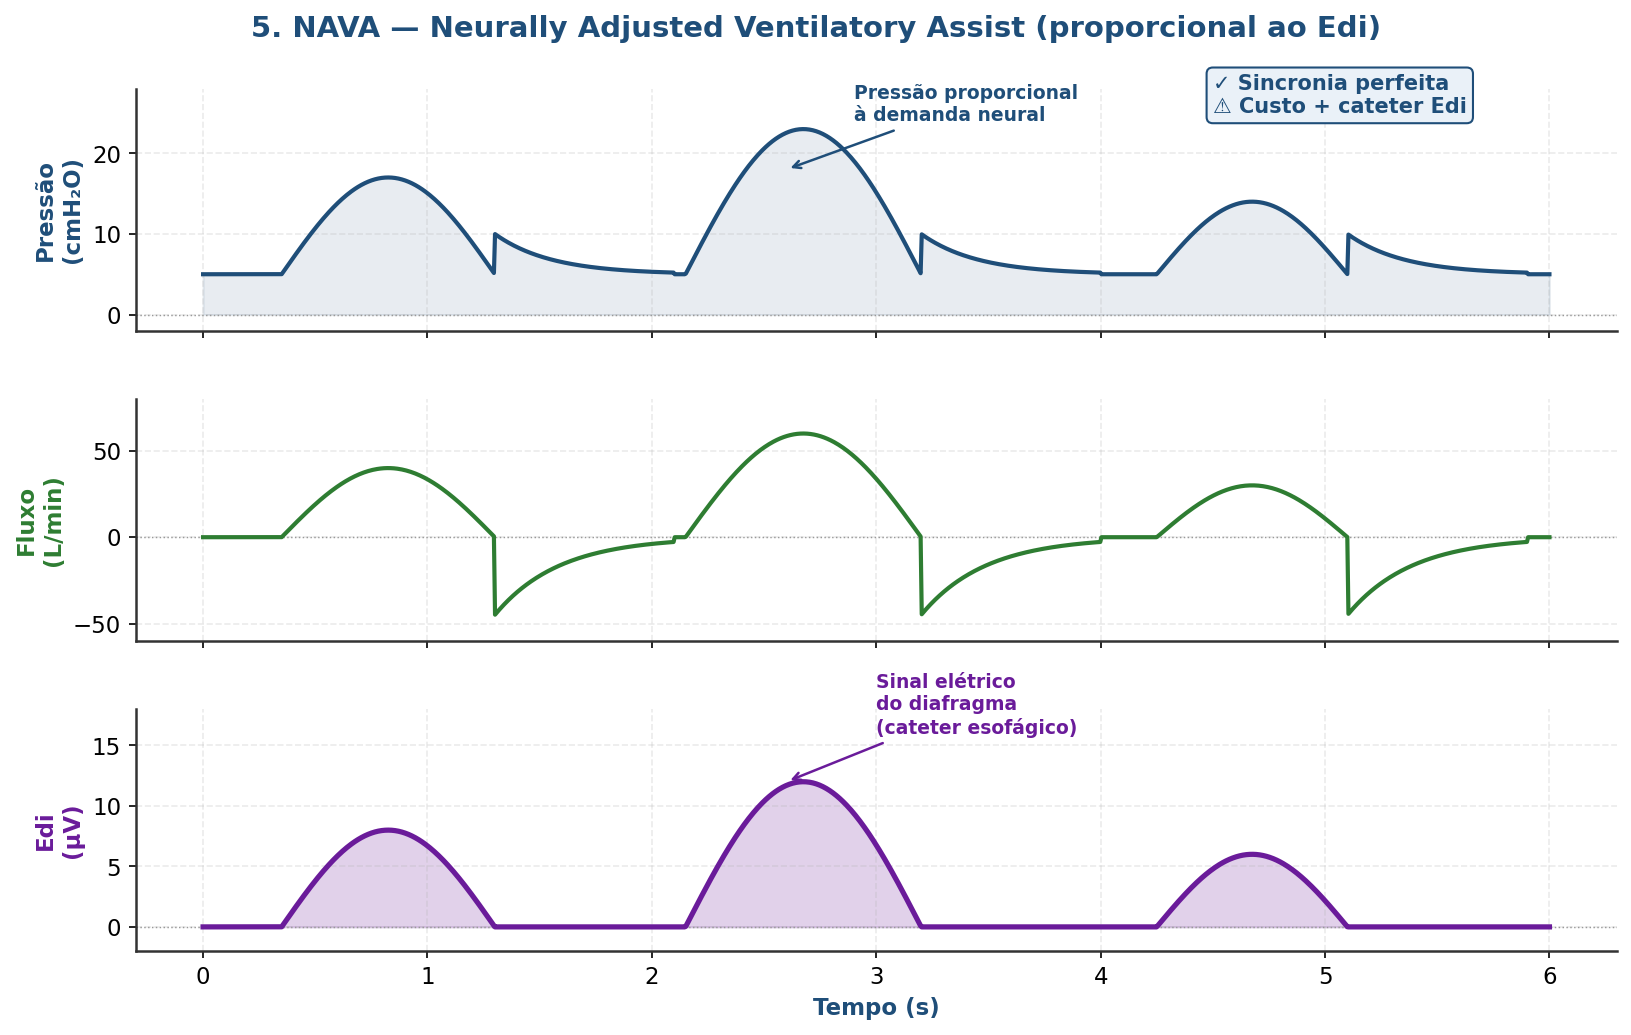 5. NAVA — Neurally Adjusted Ventilatory Assist (proporcional ao Edi)
Pressão proporcional
à demanda neural
✓ Sincronia perfeita
⚠ Custo + cateter Edi
Pressão
(cmH₂O)
20
10
0
Fluxo
(L/min)
50
0
−50
Sinal elétrico
do diafragma
(cateter esofágico)
Edi
(µV)
15
10
5
0
0 1 2 3 4 5 6
Tempo (s)